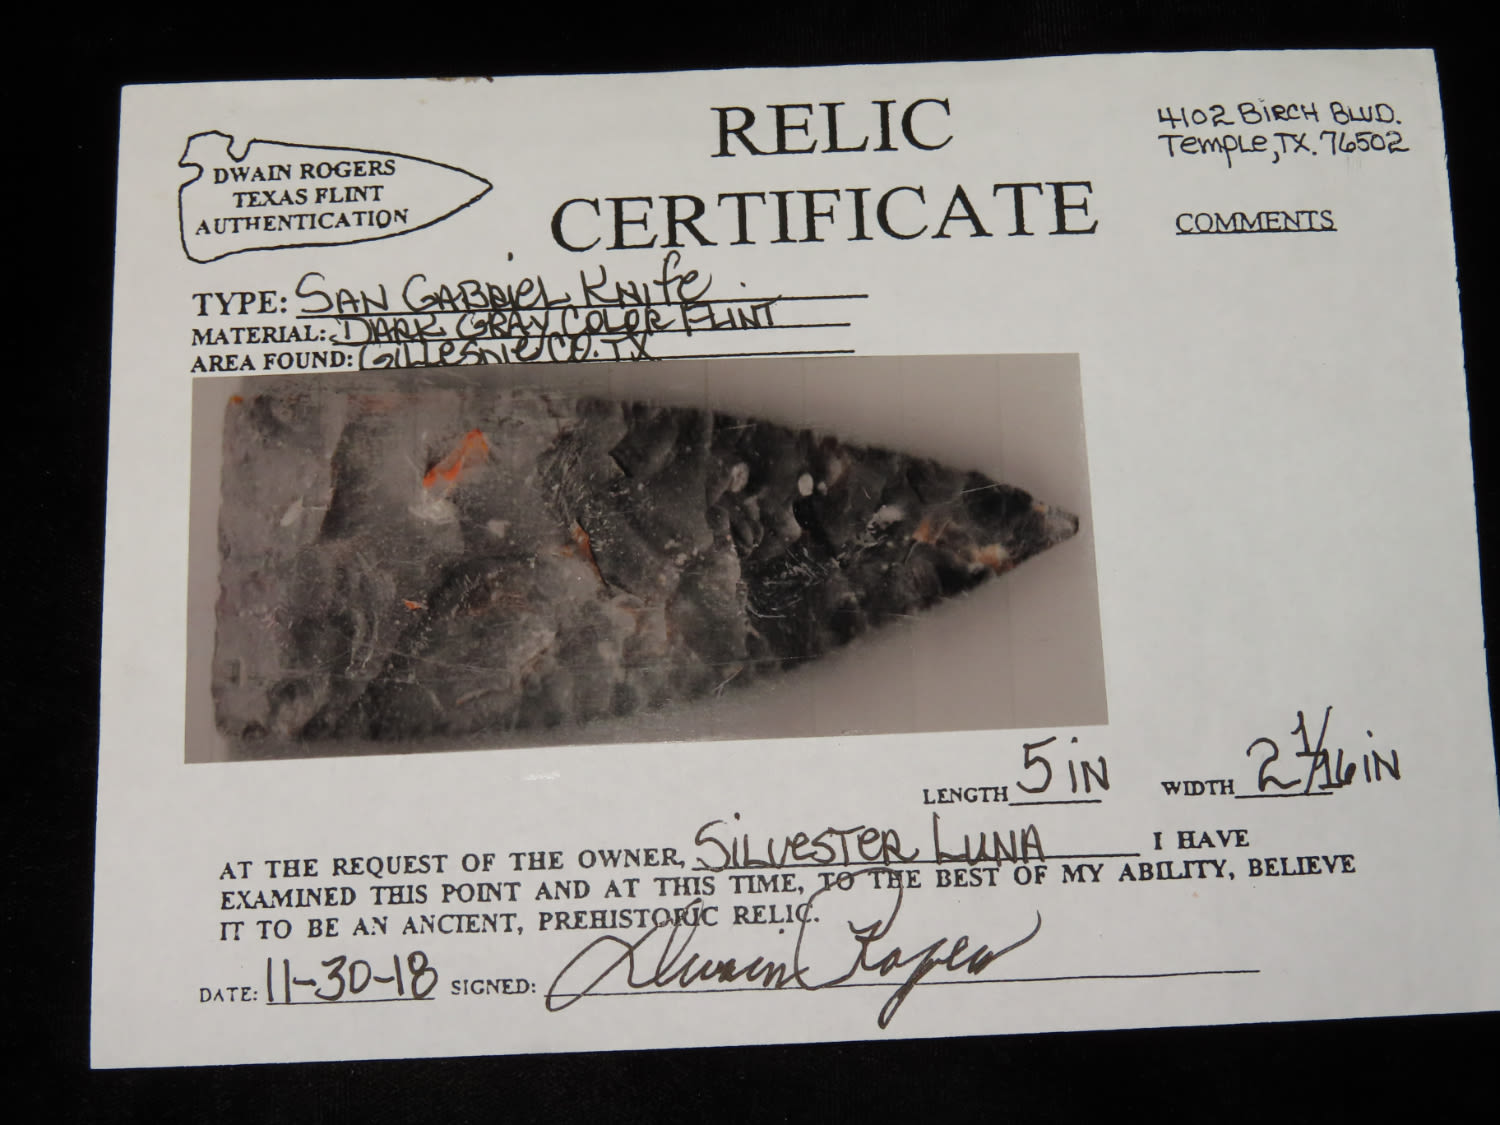 DWAIN ROGERS
TEXAS FLINT
AUTHENTICATION
RELIC
CERTIFICATE
4102 BIRCH BLVD.
TEMPLE, TX. 76502
COMMENTS
TYPE: SAN GABRIEL KNIFE
MATERIAL: DARK GRAY COLOR FLINT
AREA FOUND: GILLESPIE CO. TX
LENGTH 5 IN WIDTH 2 1/16 IN
AT THE REQUEST OF THE OWNER, SILVESTER LUNA I HAVE
EXAMINED THIS POINT AND AT THIS TIME, TO THE BEST OF MY ABILITY, BELIEVE
IT TO BE AN ANCIENT, PREHISTORIC RELIC.
DATE: 11-30-18 SIGNED: Dwain Rogers